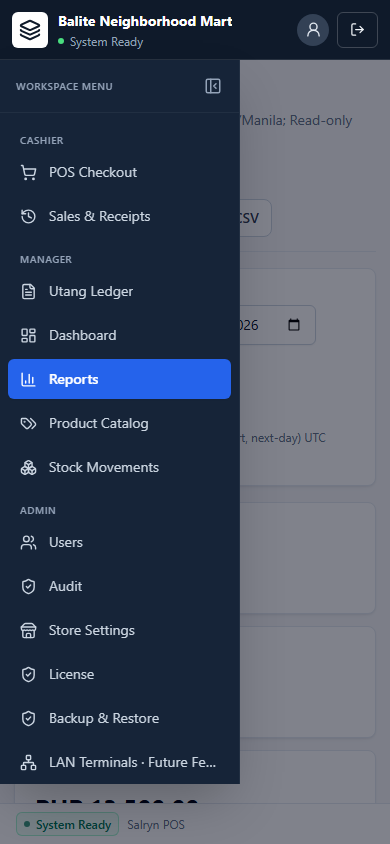 Balite Neighborhood Mart
System Ready
WORKSPACE MENU
/Manila; Read-only
CASHIER
POS Checkout
Sales & Receipts
CSV
MANAGER
Utang Ledger
Dashboard
026
Reports
Product Catalog
rt, next-day) UTC
Stock Movements
ADMIN
Users
Audit
Store Settings
License
Backup & Restore
LAN Terminals · Future Fe...
System Ready
Salryn POS